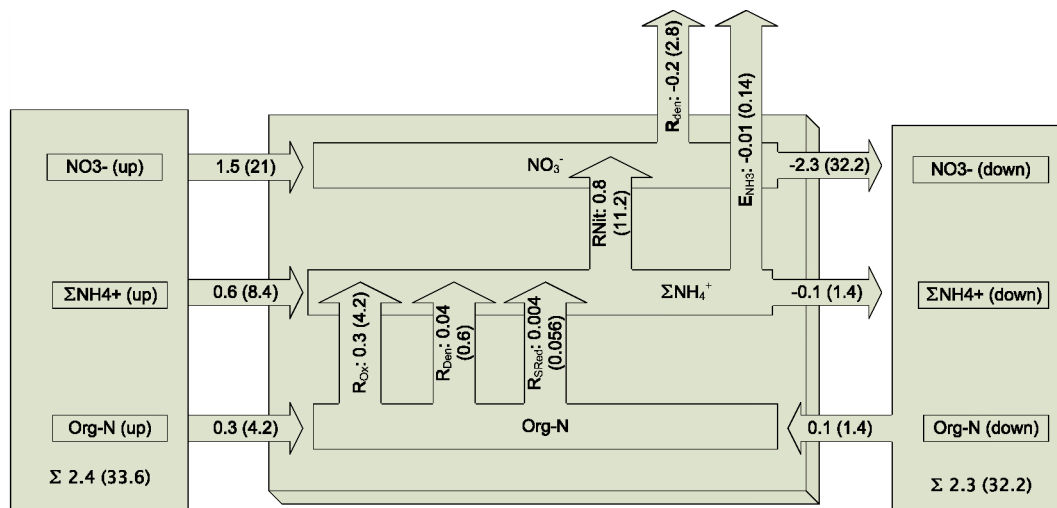 R_den: -0.2 (2.8)
E_NH3: -0.01 (0.14)
NO3- (up)
1.5 (21)
NO₃⁻
-2.3 (32.2)
NO3- (down)
RNit: 0.8
(11.2)
ΣNH4+ (up)
0.6 (8.4)
ΣNH₄⁺
-0.1 (1.4)
ΣNH4+ (down)
R_Ox: 0.3 (4.2)
R_Den: 0.04
(0.6)
R_SRed: 0.004
(0.056)
Org-N (up)
0.3 (4.2)
Org-N
0.1 (1.4)
Org-N (down)
Σ 2.4 (33.6)
Σ 2.3 (32.2)